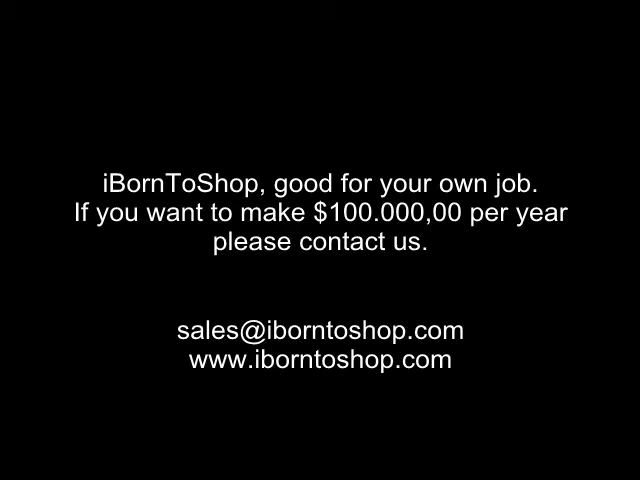 iBornToShop, good for your own job.
If you want to make $100.000,00 per year
please contact us.
sales@iborntoshop.com
www.iborntoshop.com